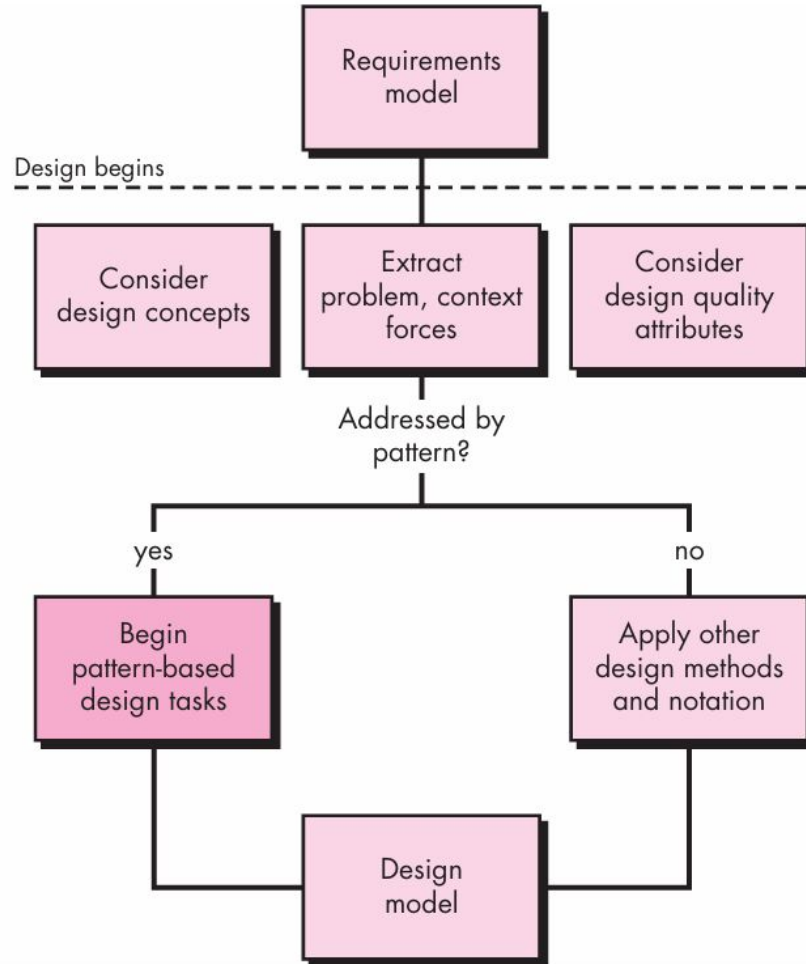 Requirements
model
Design begins
Consider
design concepts
Extract
problem, context
forces
Consider
design quality
attributes
Addressed by
pattern?
yes
no
Begin
pattern-based
design tasks
Apply other
design methods
and notation
Design
model